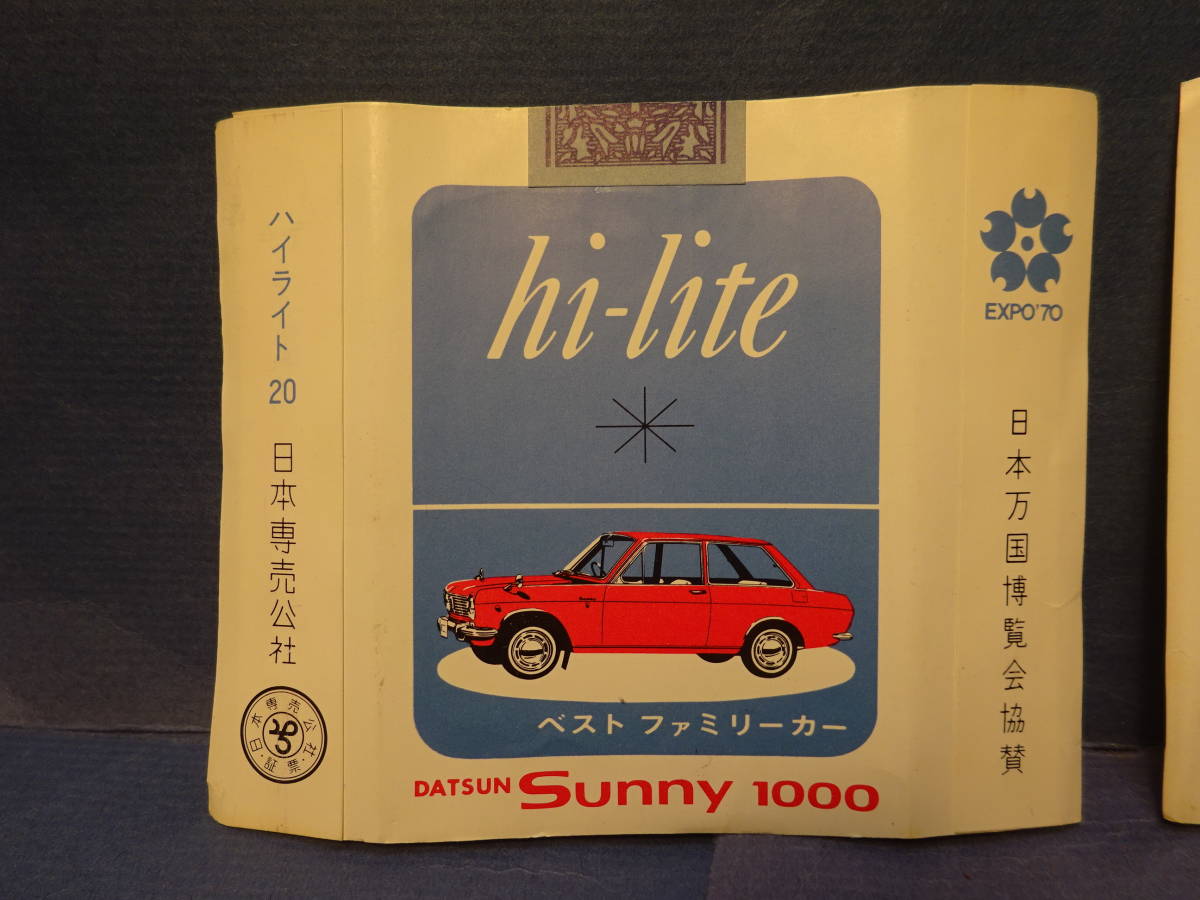 ハイライト 20 日本専売公社
日本専売公社・証票・
hi-lite
ベスト ファミリーカー
DATSUN Sunny 1000
EXPO'70
日本万国博覧会協賛